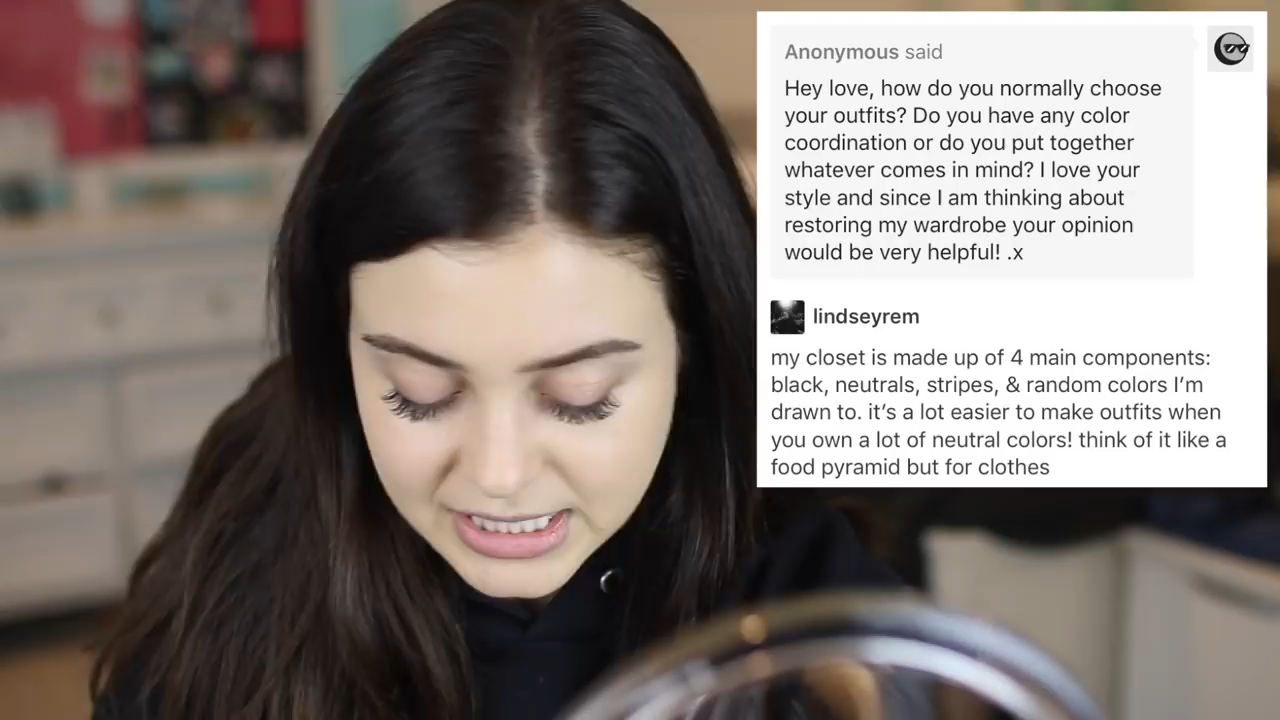 Anonymous said
Hey love, how do you normally choose
your outfits? Do you have any color
coordination or do you put together
whatever comes in mind? I love your
style and since I am thinking about
restoring my wardrobe your opinion
would be very helpful! .x
lindseyrem
my closet is made up of 4 main components:
black, neutrals, stripes, & random colors I’m
drawn to. it’s a lot easier to make outfits when
you own a lot of neutral colors! think of it like a
food pyramid but for clothes